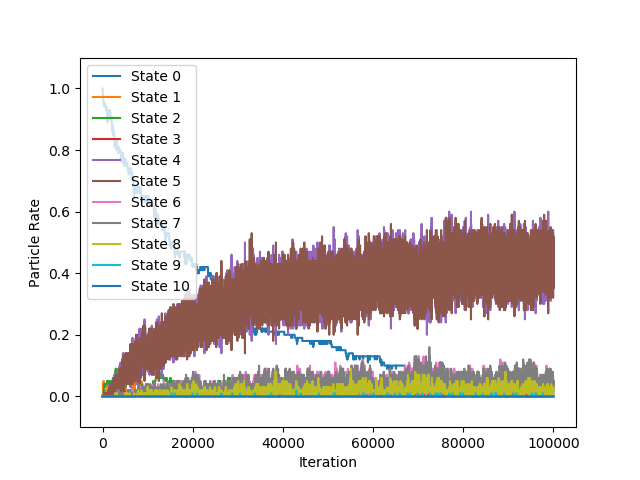 State 0
State 1
State 2
State 3
State 4
State 5
State 6
State 7
State 8
State 9
State 10
1.0
0.8
0.6
0.4
0.2
0.0
Particle Rate
0 20000 40000 60000 80000 100000
Iteration